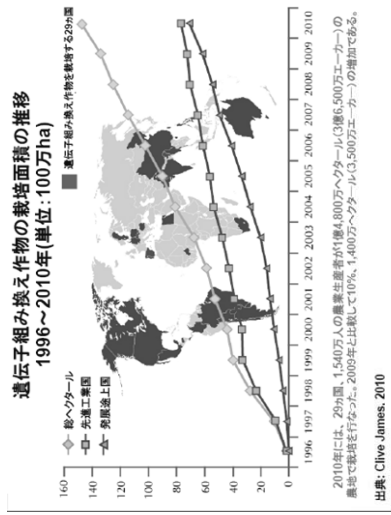 遺伝子組み換え作物の栽培面積の推移
1996～2010年(単位:100万ha)
総ヘクタール
先進工業国
発展途上国
遺伝子組み換え作物を栽培する29ヵ国
160
140
120
100
80
60
40
20
0
1996 1997 1998 1999 2000 2001 2002 2003 2004 2005 2006 2007 2008 2009 2010
2010年には、29ヵ国、1,540万人の農業生産者が1億4,800万ヘクタール(3億6,500万エーカー)の
農地で栽培を行なった。2009年と比較して10%、1,400万ヘクタール(3,500万エーカー)の増加である。
出典: Clive James, 2010